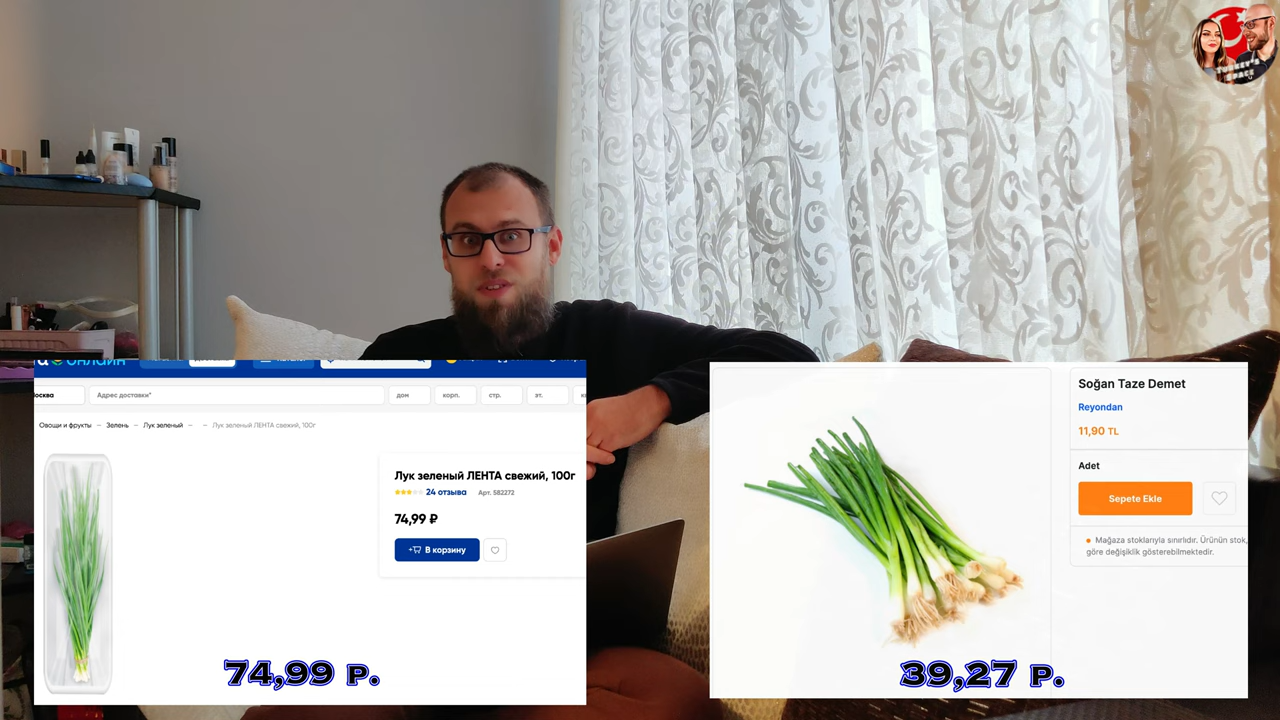 TURKEY'S
SPACE
ОНЛАЙН
Адрес доставки*
дом
корп.
стр.
эт.
Овощи и фрукты – Зелень – Лук зеленый – – Лук зеленый ЛЕНТА свежий, 100г
Лук зеленый ЛЕНТА свежий, 100г
24 отзыва Арт. 582272
74,99 ₽
В корзину
74,99 Р.
Soğan Taze Demet
Reyondan
11,90 TL
Adet
Sepete Ekle
Mağaza stoklarıyla sınırlıdır. Ürünün stok,
göre değişiklik gösterebilmektedir.
39,27 Р.